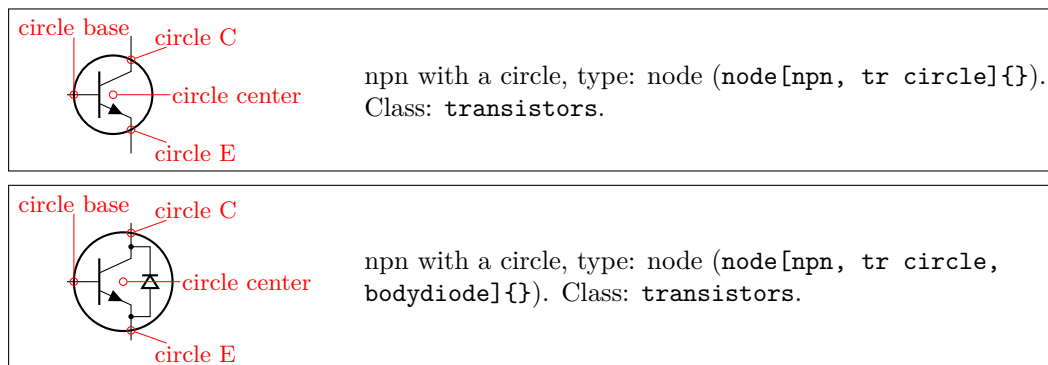 circle base
circle C
circle center
circle E
npn with a circle, type: node (node[npn, tr circle]{}).
Class: transistors.
circle base
circle C
circle center
circle E
npn with a circle, type: node (node[npn, tr circle,
bodydiode]{}). Class: transistors.